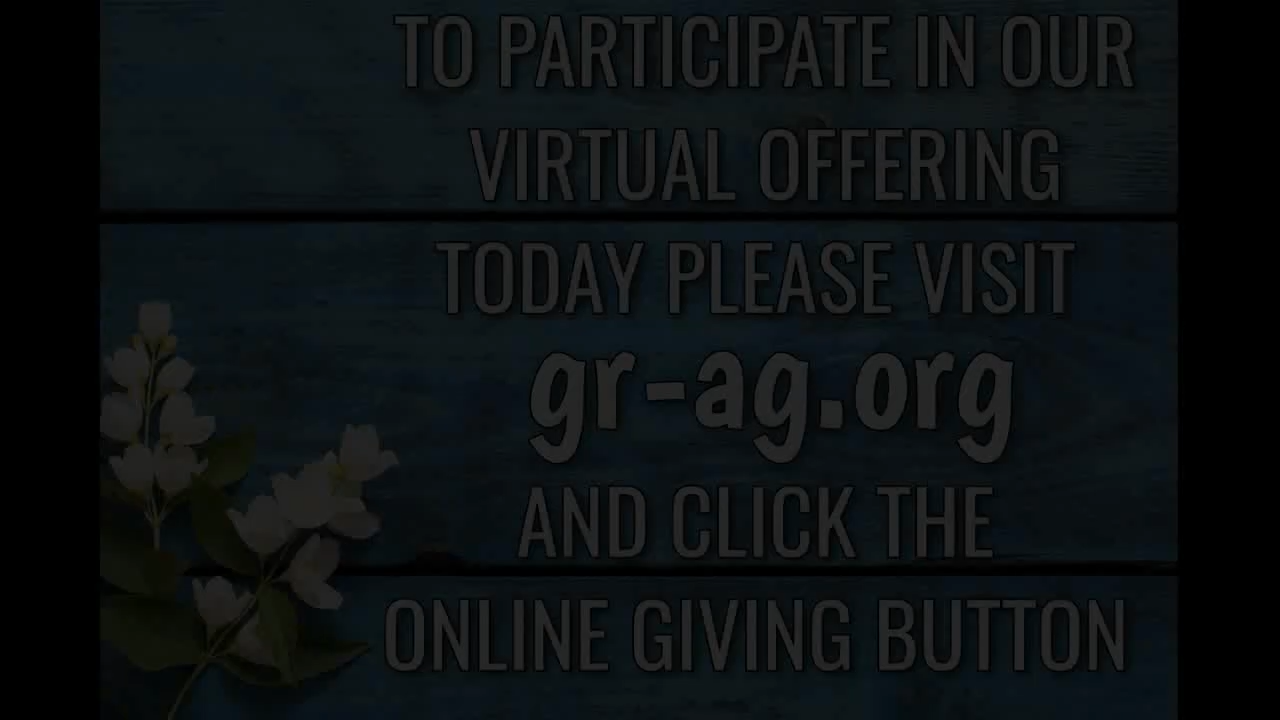 TO PARTICIPATE IN OUR
VIRTUAL OFFERING
TODAY PLEASE VISIT
gr-ag.org
AND CLICK THE
ONLINE GIVING BUTTON